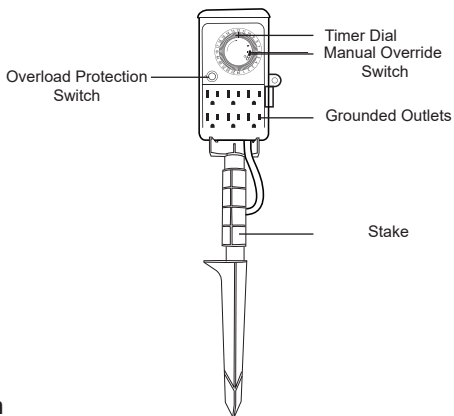 Timer Dial
Manual Override
Switch
Overload Protection
Switch
Grounded Outlets
Stake